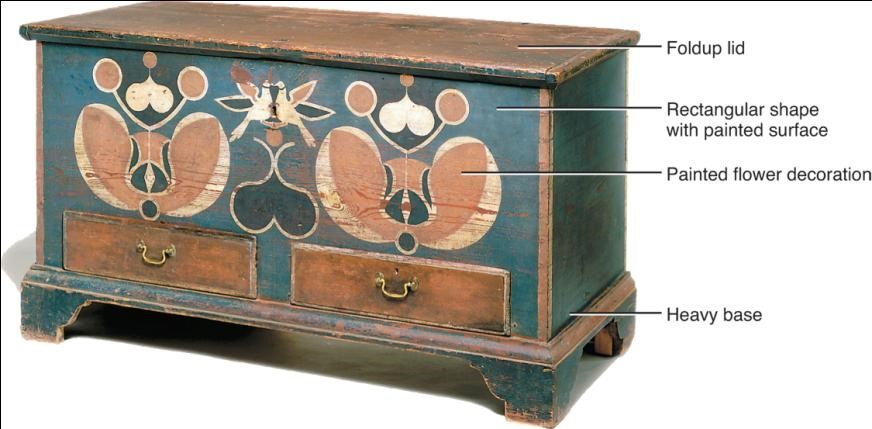 Foldup lid
Rectangular shape
with painted surface
Painted flower decoration
Heavy base